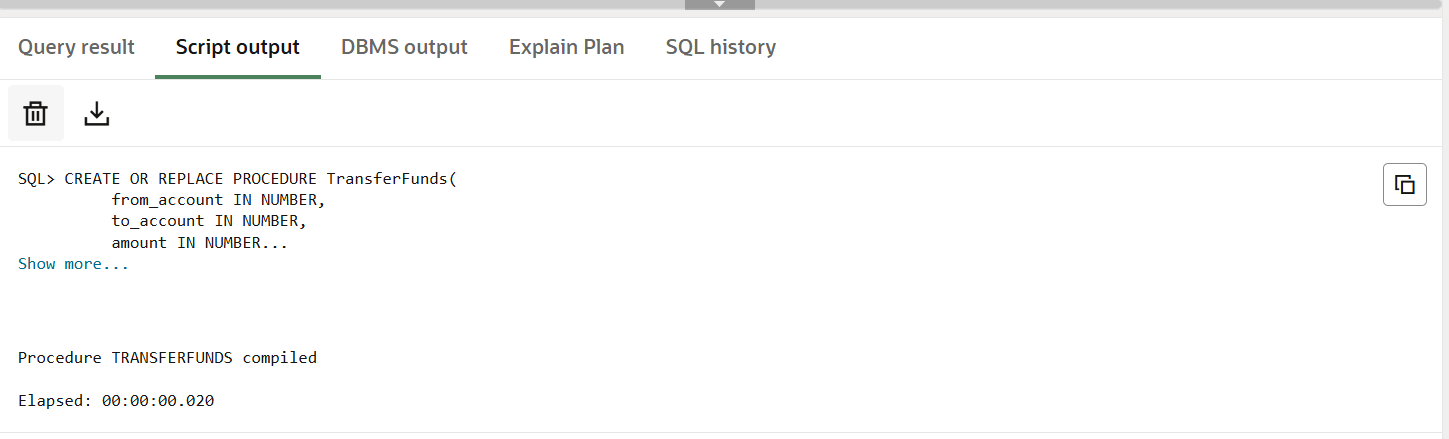 Query result Script output DBMS output Explain Plan SQL history
SQL> CREATE OR REPLACE PROCEDURE TransferFunds(
from_account IN NUMBER,
to_account IN NUMBER,
amount IN NUMBER...
Show more...
Procedure TRANSFERFUNDS compiled
Elapsed: 00:00:00.020